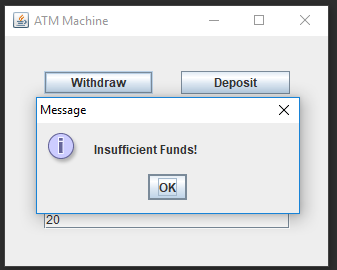 ATM Machine
Withdraw Deposit
Message
Insufficient Funds!
OK
20